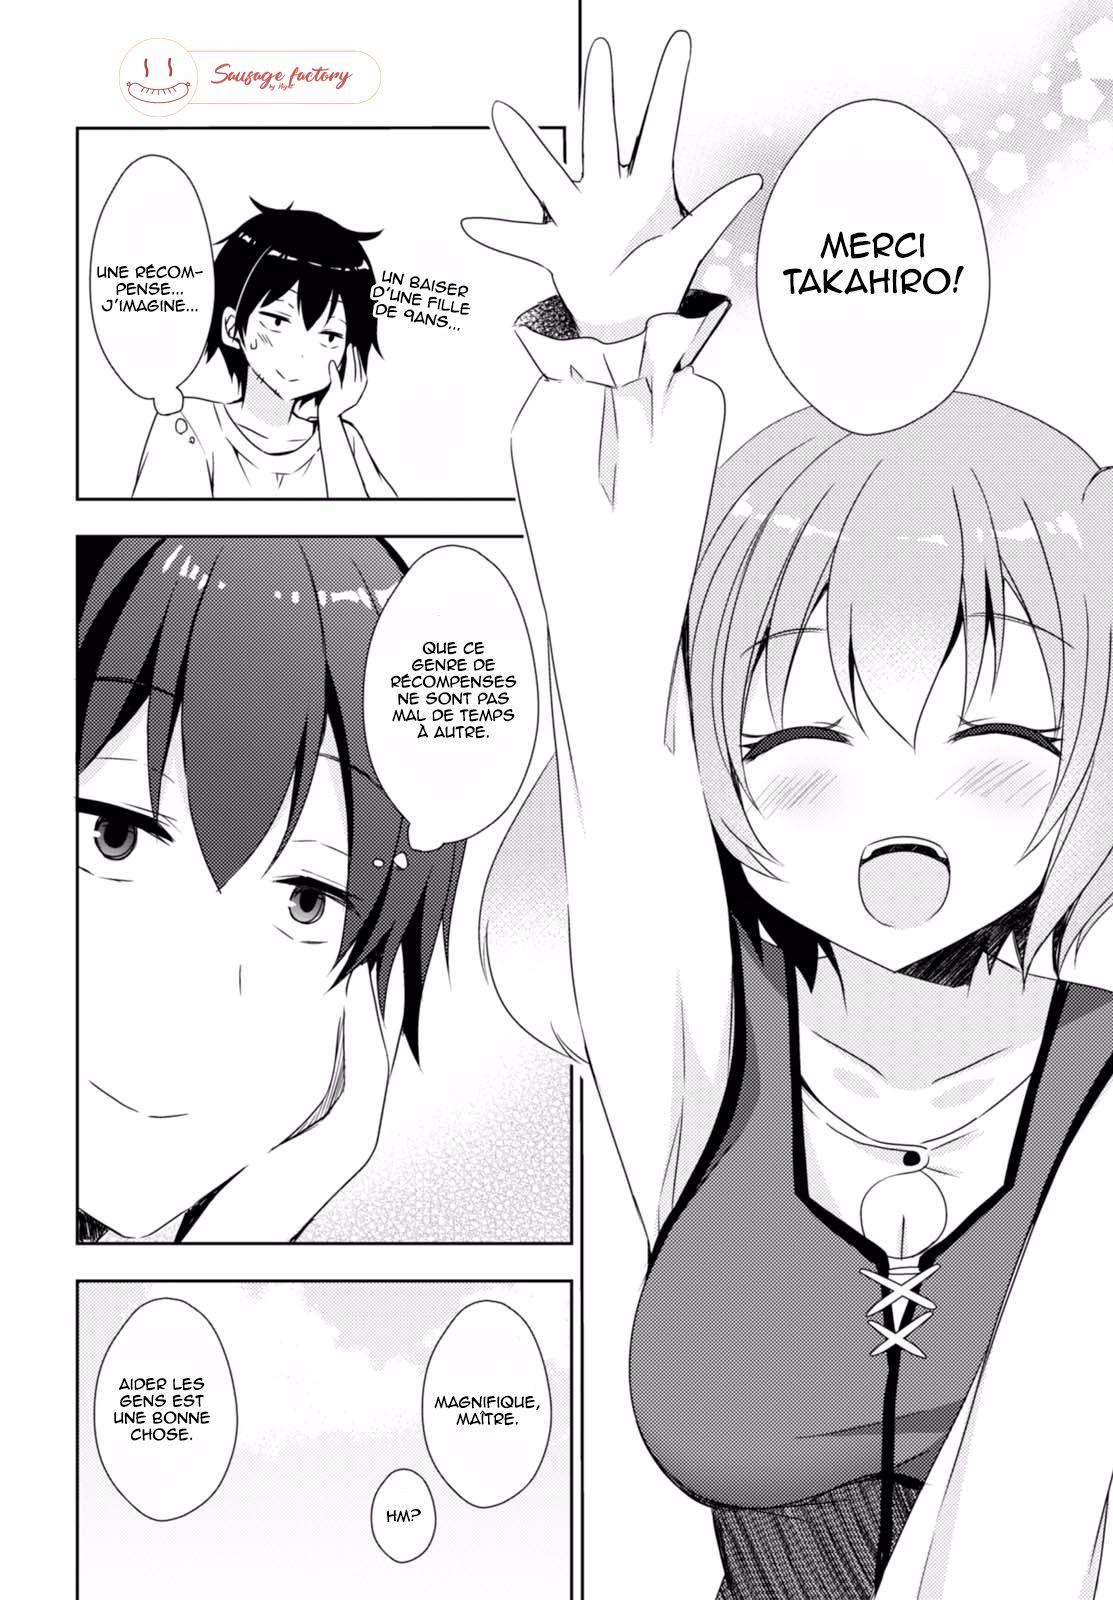 Sausage factory
MERCI
TAKAHIRO!
UN BAISER
D'UNE FILLE
DE 9ANS...
UNE RÉCOM-
PENSE...
J'IMAGINE...
QUE CE
GENRE DE
RÉCOMPENSES
NE SONT PAS
MAL DE TEMPS
À AUTRE.
MAGNIFIQUE,
MAÎTRE.
HM?
AIDER LES
GENS EST
UNE BONNE
CHOSE.